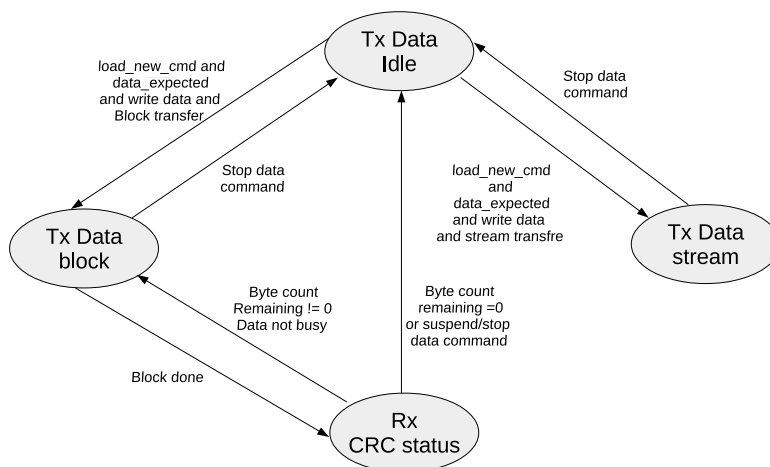 Tx Data
Idle
load_new_cmd and
data_expected
and write data and
Block transfer
Stop data
command
Stop data
command
load_new_cmd
and
data_expected
and write data
and stream transfre
Tx Data
block
Tx Data
stream
Byte count
Remaining != 0
Data not busy
Byte count
remaining =0
or suspend/stop
data command
Block done
Rx
CRC status